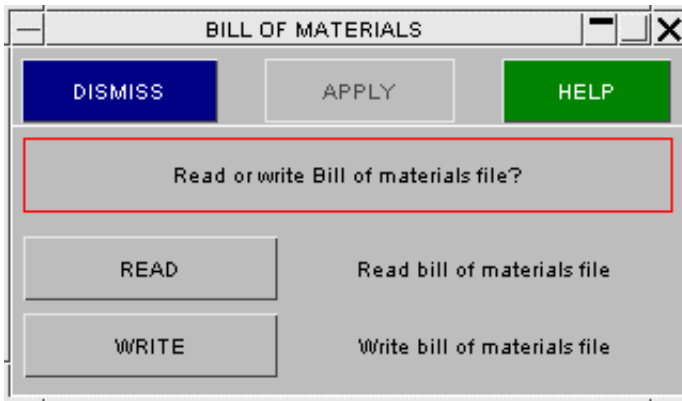 BILL OF MATERIALS
DISMISS APPLY HELP
Read or write Bill of materials file?
READ Read bill of materials file
WRITE Write bill of materials file